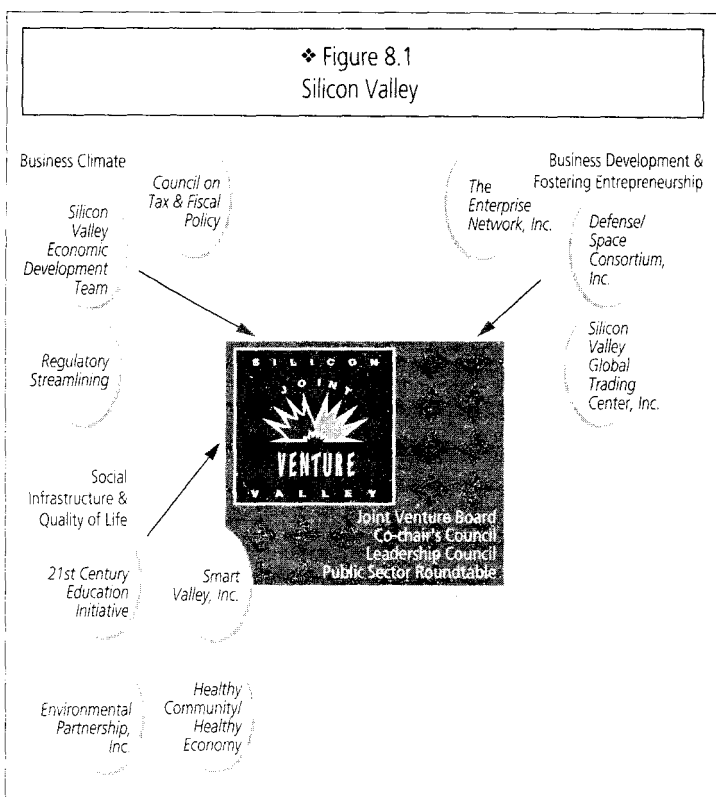 ❖ Figure 8.1
Silicon Valley
Business Climate
Council on
Tax & Fiscal
Policy
Silicon
Valley
Economic
Development
Team
Regulatory
Streamlining
The
Enterprise
Network, Inc.
Business Development &
Fostering Entrepreneurship
Defense/
Space
Consortium,
Inc.
Silicon
Valley
Global
Trading
Center, Inc.
SILICON
JOINT
VENTURE
VALLEY
Joint Venture Board
Co-chair's Council
Leadership Council
Public Sector Roundtable
Social
Infrastructure &
Quality of Life
21st Century
Education
Initiative
Smart
Valley, Inc.
Environmental
Partnership,
Inc.
Healthy
Community/
Healthy
Economy